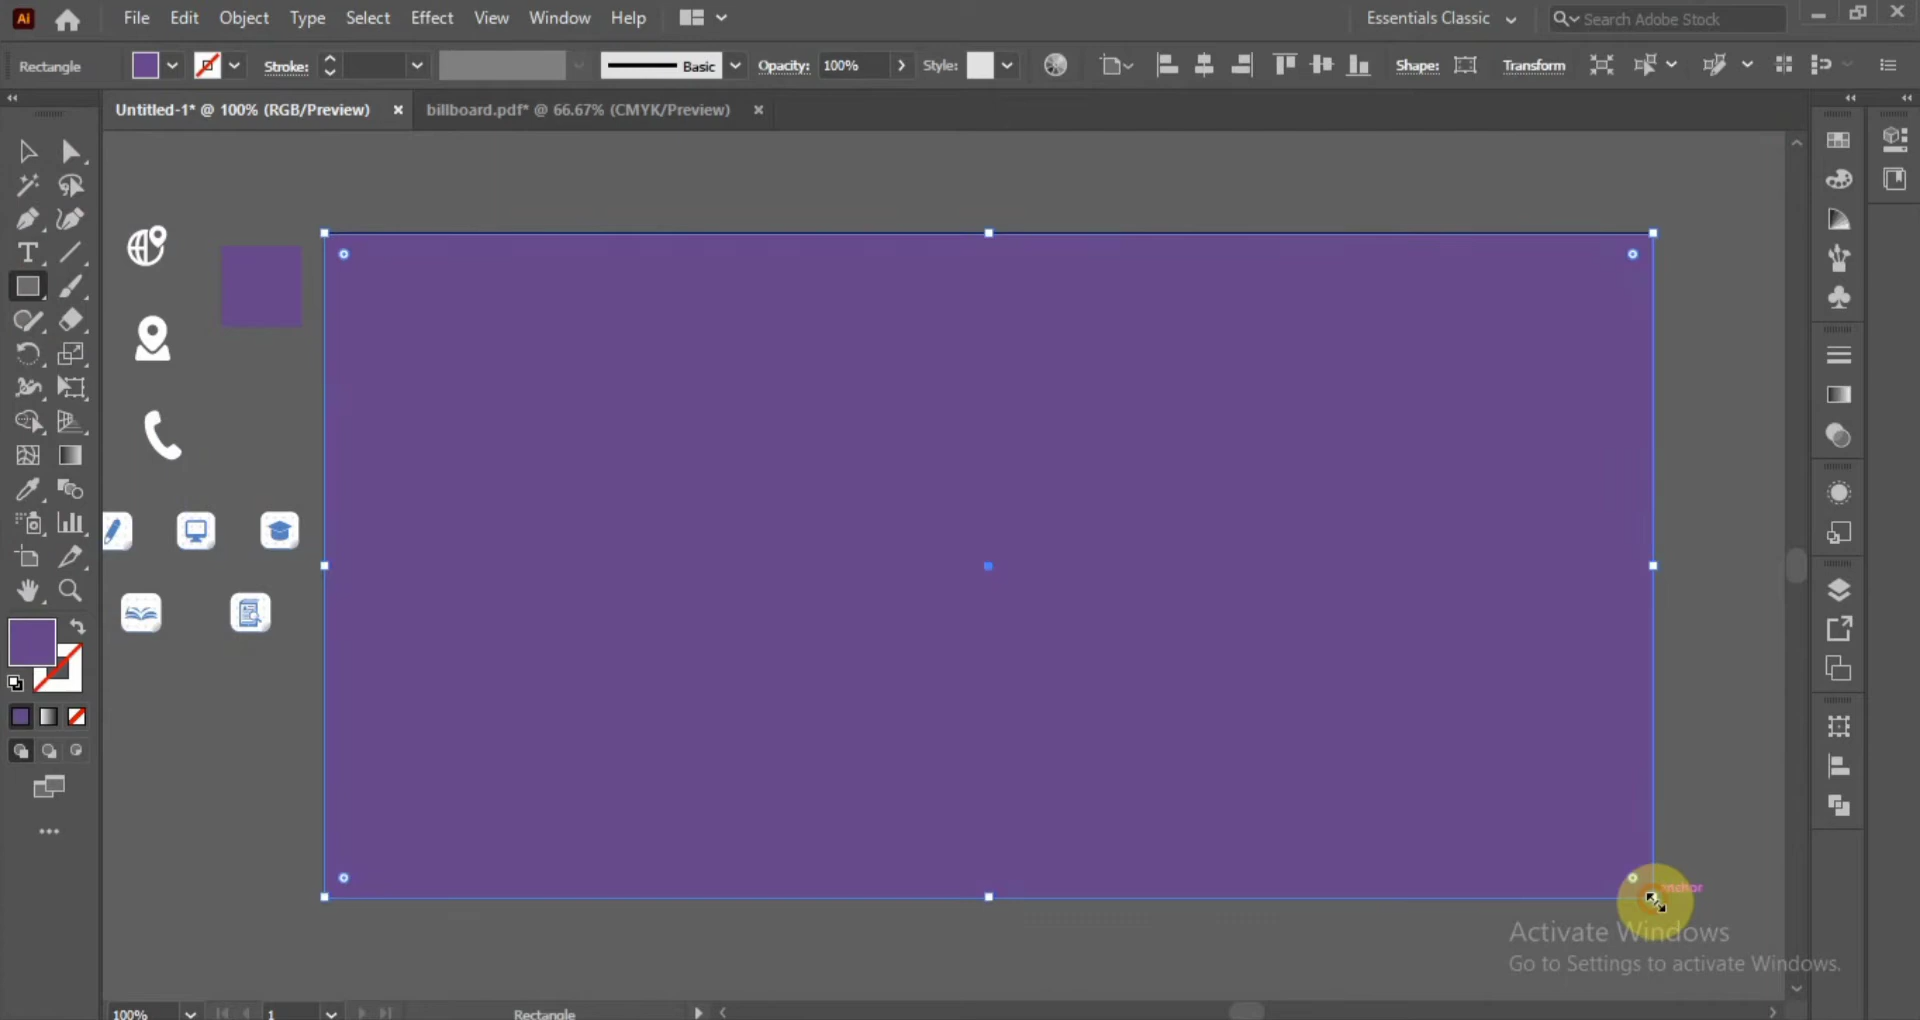 Ai File Edit Object Type Select Effect View Window Help Essentials Classic Search Adobe Stock
Rectangle Stroke: Basic Opacity: 100% Style: Shape: Transform
Untitled-1* @ 100% (RGB/Preview) billboard.pdf* @ 66.67% (CMYK/Preview)
T
anchor
Activate Windows
Go to Settings to activate Windows.
100% 1 Rectangle